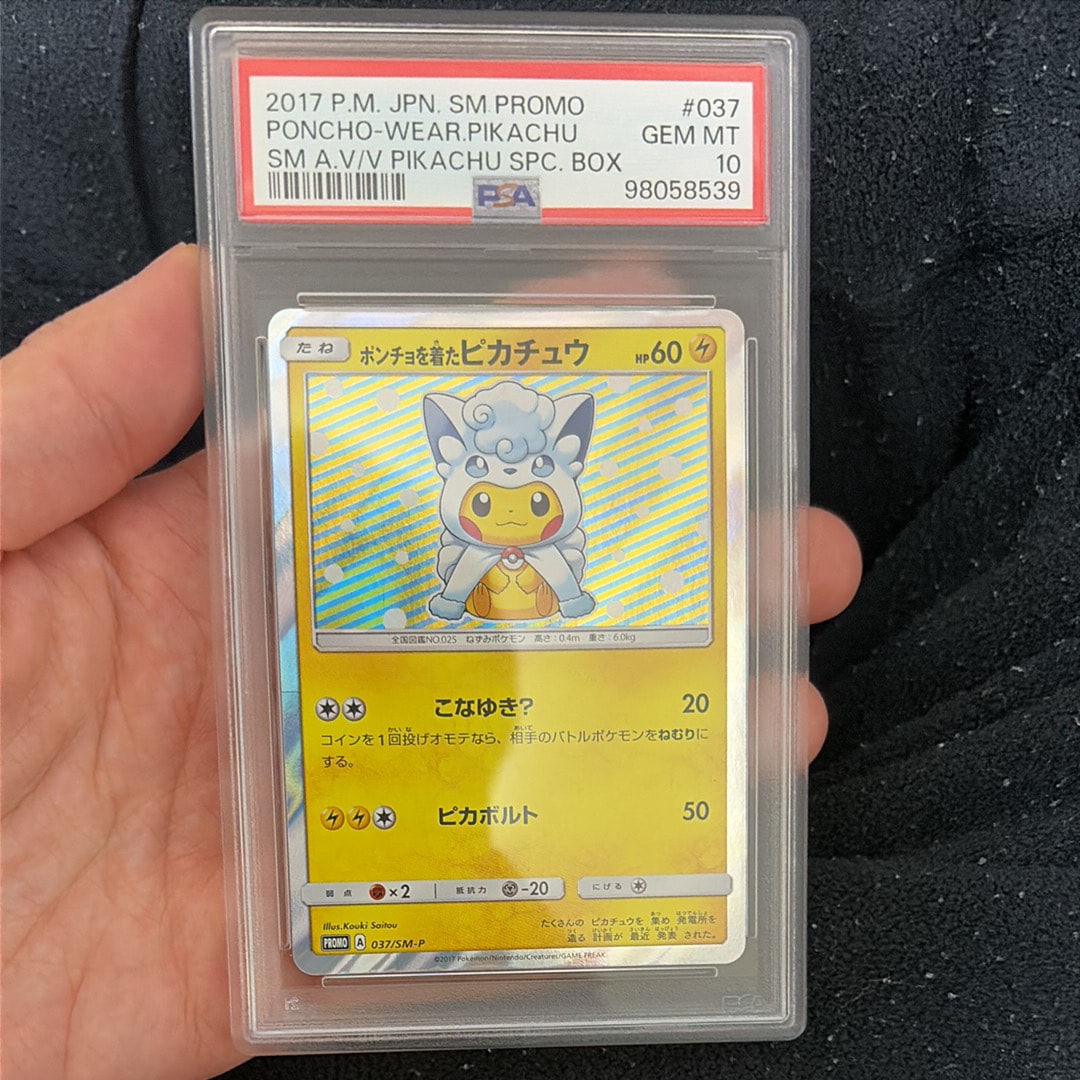 2017 P.M. JPN. SM PROMO #037
PONCHO-WEAR.PIKACHU GEM MT
SM A.V/V PIKACHU SPC. BOX 10
PSA 98058539
たね ポンチョを着たピカチュウ HP60
全国図鑑NO.025 ねずみポケモン 高さ:0.4m 重さ:6.0kg
こなゆき? 20
コインを1回投げオモテなら、相手のバトルポケモンをねむりに
する。
ピカボルト 50
弱点 ×2 抵抗力 -20 にげる
Illus.Kouki Saitou
たくさんの ピカチュウを 集め 発電所を
造る 計画が 最近 発表 された。
PROMO A 037/SM-P
©2017 Pokémon/Nintendo/Creatures/GAME FREAK.